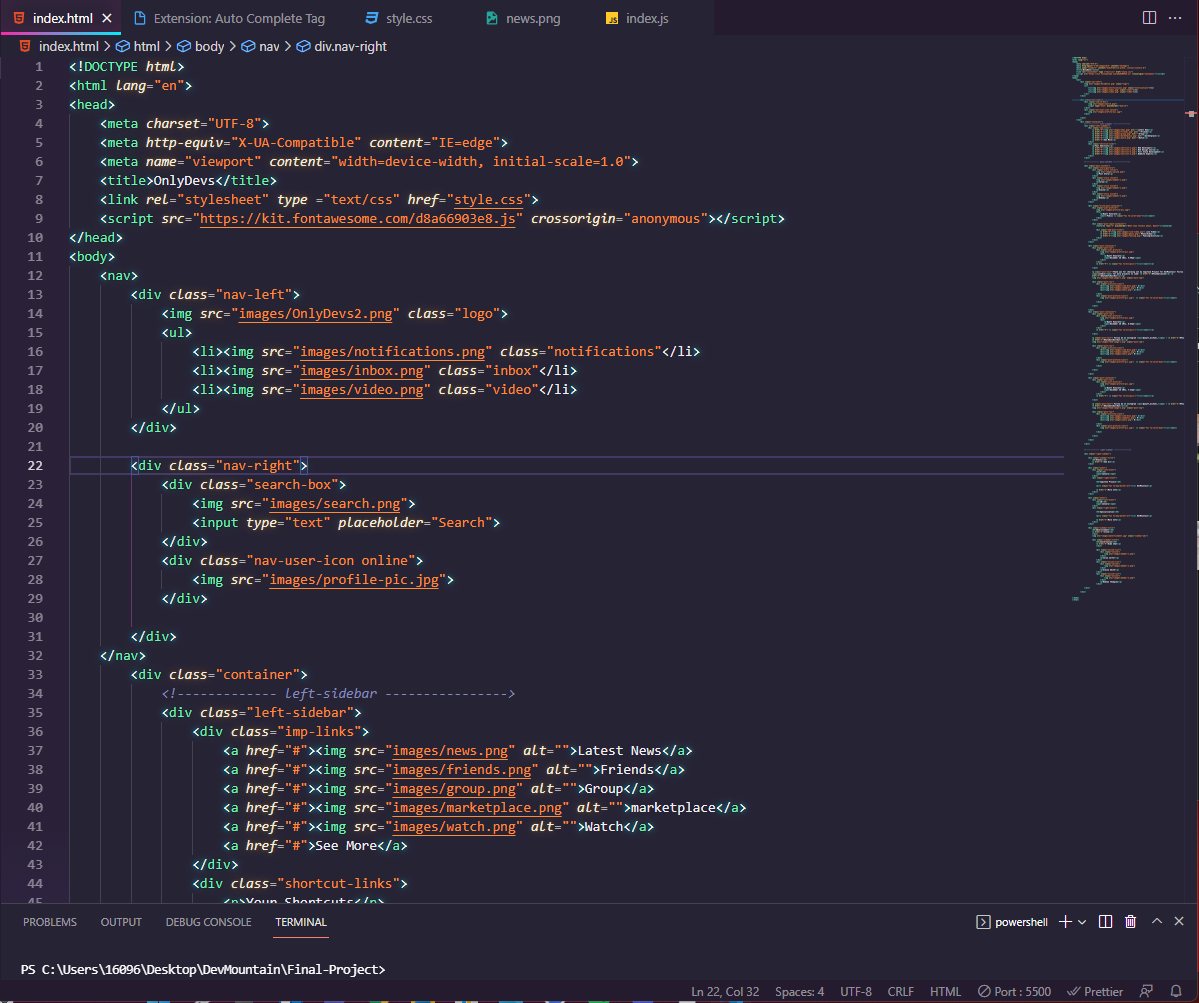 index.html
Extension: Auto Complete Tag
style.css
news.png
JS index.js
index.html > html > body > nav > div.nav-right
1 <!DOCTYPE html>
2 <html lang="en">
3 <head>
4 <meta charset="UTF-8">
5 <meta http-equiv="X-UA-Compatible" content="IE=edge">
6 <meta name="viewport" content="width=device-width, initial-scale=1.0">
7 <title>OnlyDevs</title>
8 <link rel="stylesheet" type ="text/css" href="style.css">
9 <script src="https://kit.fontawesome.com/d8a66903e8.js" crossorigin="anonymous"></script>
10 </head>
11 <body>
12 <nav>
13 <div class="nav-left">
14 <img src="images/OnlyDevs2.png" class="logo">
15 <ul>
16 <li><img src="images/notifications.png" class="notifications"</li>
17 <li><img src="images/inbox.png" class="inbox"</li>
18 <li><img src="images/video.png" class="video"</li>
19 </ul>
20 </div>
21
22 <div class="nav-right">
23 <div class="search-box">
24 <img src="images/search.png">
25 <input type="text" placeholder="Search">
26 </div>
27 <div class="nav-user-icon online">
28 <img src="images/profile-pic.jpg">
29 </div>
30
31 </div>
32 </nav>
33 <div class="container">
34 <!------------- left-sidebar ---------------->
35 <div class="left-sidebar">
36 <div class="imp-links">
37 <a href="#"><img src="images/news.png" alt="">Latest News</a>
38 <a href="#"><img src="images/friends.png" alt="">Friends</a>
39 <a href="#"><img src="images/group.png" alt="">Group</a>
40 <a href="#"><img src="images/marketplace.png" alt="">marketplace</a>
41 <a href="#"><img src="images/watch.png" alt="">Watch</a>
42 <a href="#">See More</a>
43 </div>
44 <div class="shortcut-links">
45 <p>Your Shortcuts</p>
PROBLEMS OUTPUT DEBUG CONSOLE TERMINAL powershell
PS C:\Users\16096\Desktop\DevMountain\Final-Project>
Ln 22, Col 32 Spaces: 4 UTF-8 CRLF HTML Port : 5500 Prettier